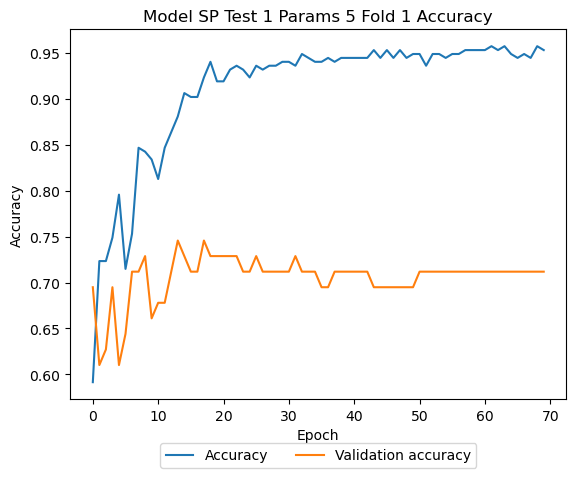 Model SP Test 1 Params 5 Fold 1 Accuracy
0.95
0.90
0.85
0.80
0.75
0.70
0.65
0.60
Accuracy
0 10 20 30 40 50 60 70
Epoch
Accuracy Validation accuracy